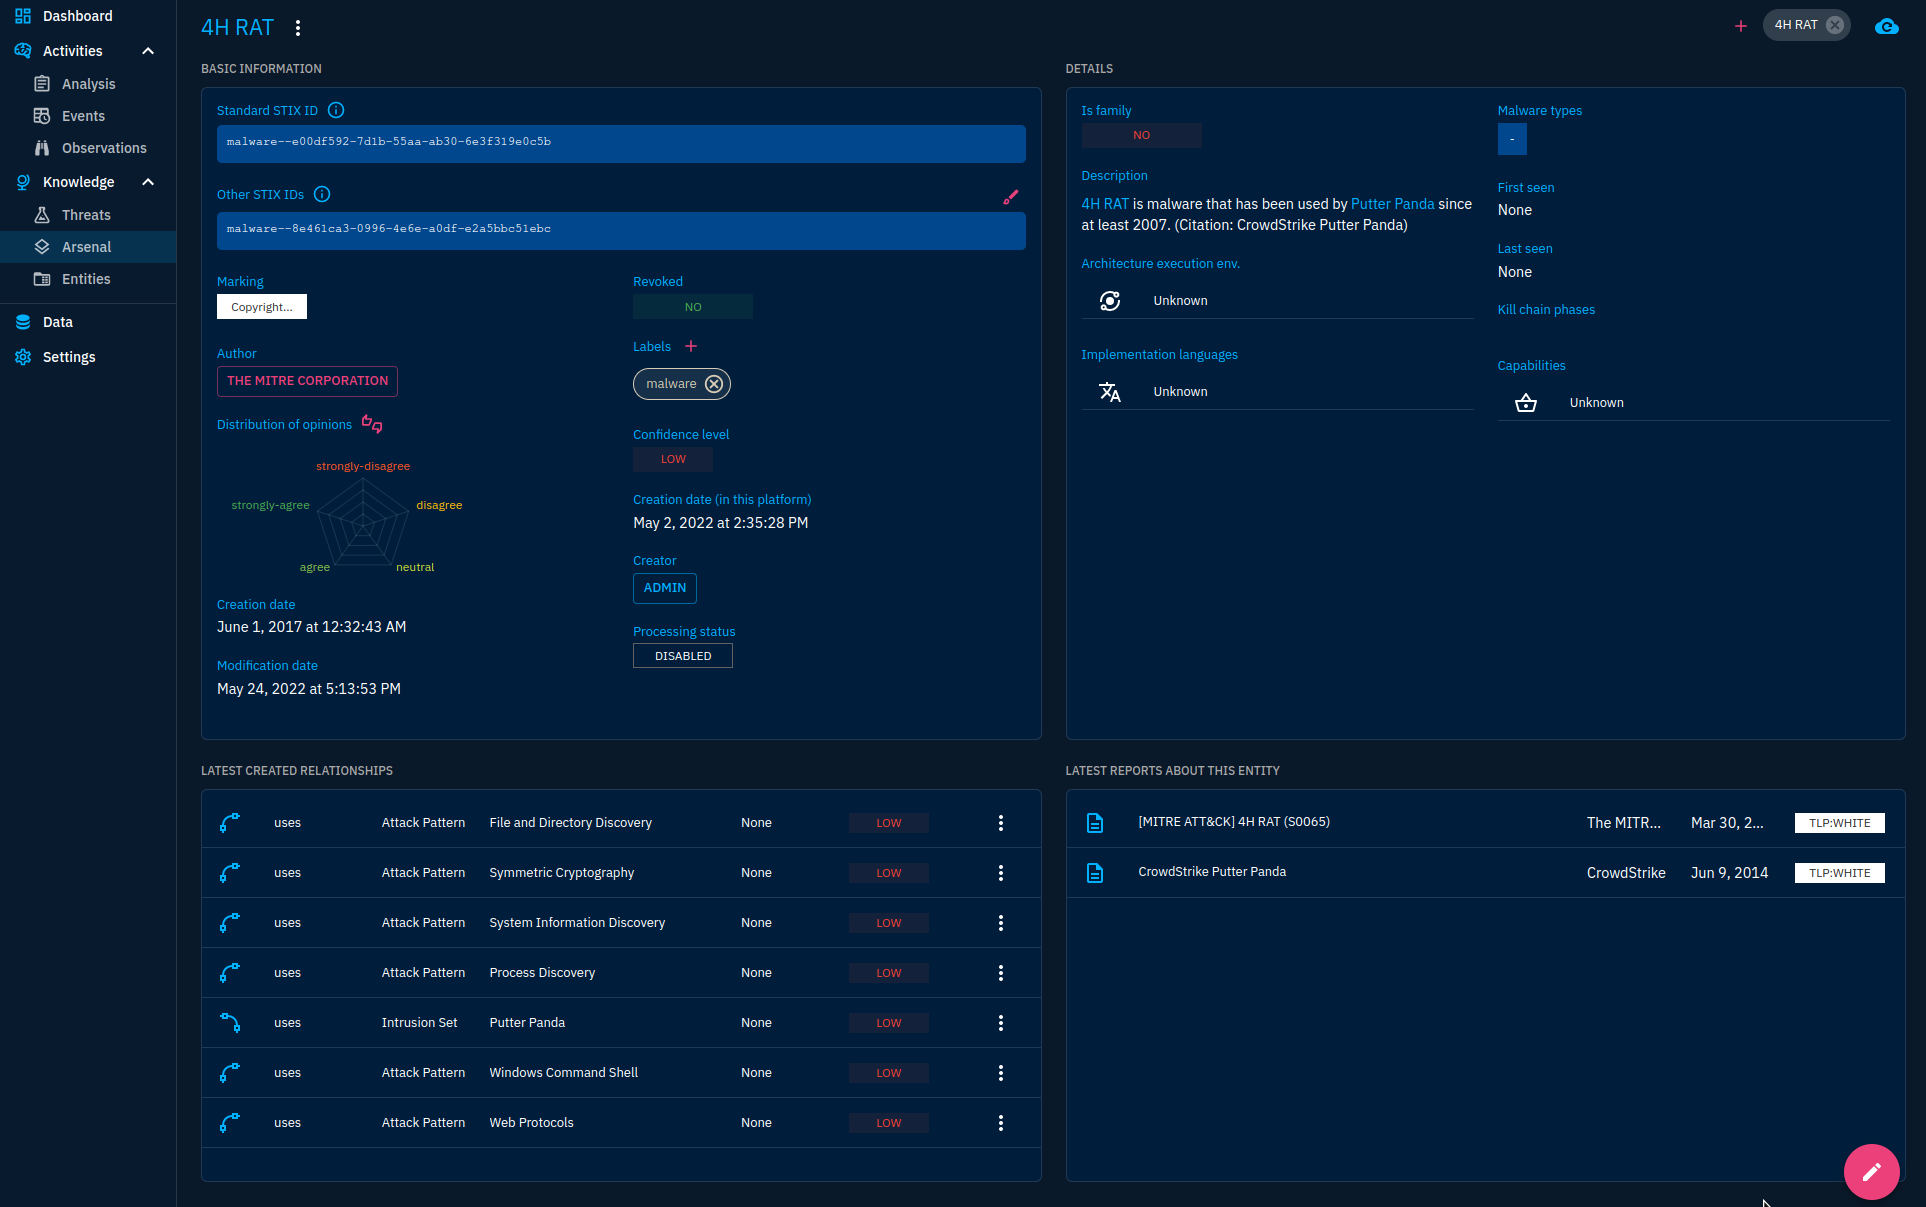 Dashboard
Activities
Analysis
Events
Observations
Knowledge
Threats
Arsenal
Entities
Data
Settings
4H RAT
4H RAT
BASIC INFORMATION
Standard STIX ID
malware--e00df592-7d1b-55aa-ab30-6e3f319e0c5b
Other STIX IDs
malware--8e461ca3-0996-4e6e-a0df-e2a5bbc51ebc
Marking
Copyright...
Author
THE MITRE CORPORATION
Distribution of opinions
strongly-disagree
strongly-agree
disagree
agree
neutral
Creation date
June 1, 2017 at 12:32:43 AM
Modification date
May 24, 2022 at 5:13:53 PM
Revoked
NO
Labels
malware
Confidence level
LOW
Creation date (in this platform)
May 2, 2022 at 2:35:28 PM
Creator
ADMIN
Processing status
DISABLED
DETAILS
Is family
NO
Description
4H RAT is malware that has been used by Putter Panda since
at least 2007. (Citation: CrowdStrike Putter Panda)
Architecture execution env.
Unknown
Implementation languages
Unknown
Malware types
-
First seen
None
Last seen
None
Kill chain phases
Capabilities
Unknown
LATEST CREATED RELATIONSHIPS
uses Attack Pattern File and Directory Discovery None LOW
uses Attack Pattern Symmetric Cryptography None LOW
uses Attack Pattern System Information Discovery None LOW
uses Attack Pattern Process Discovery None LOW
uses Intrusion Set Putter Panda None LOW
uses Attack Pattern Windows Command Shell None LOW
uses Attack Pattern Web Protocols None LOW
LATEST REPORTS ABOUT THIS ENTITY
[MITRE ATT&CK] 4H RAT (S0065) The MITR... Mar 30, 2... TLP:WHITE
CrowdStrike Putter Panda CrowdStrike Jun 9, 2014 TLP:WHITE